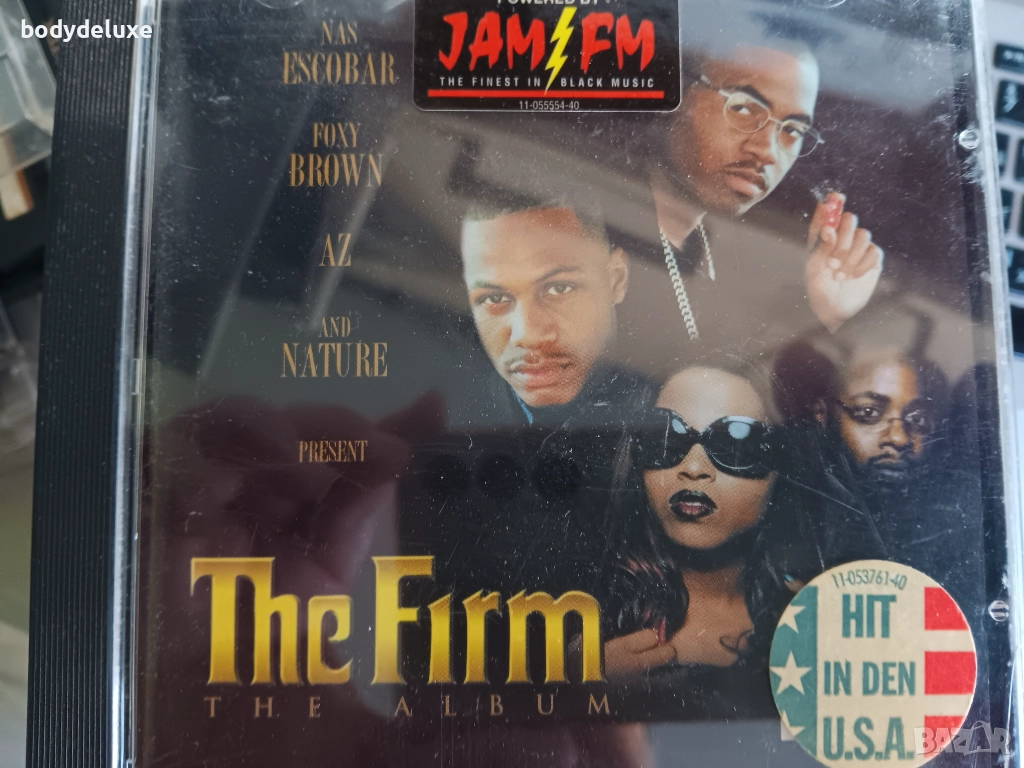 bodydeluxe
POWERED BY
JAM FM
THE FINEST IN BLACK MUSIC
11-055554-40
NAS
ESCOBAR
FOXY
BROWN
AZ
AND
NATURE
PRESENT
The Firm
THE ALBUM
11-053761-40
HIT
IN DEN
U.S.A.
BAZAR